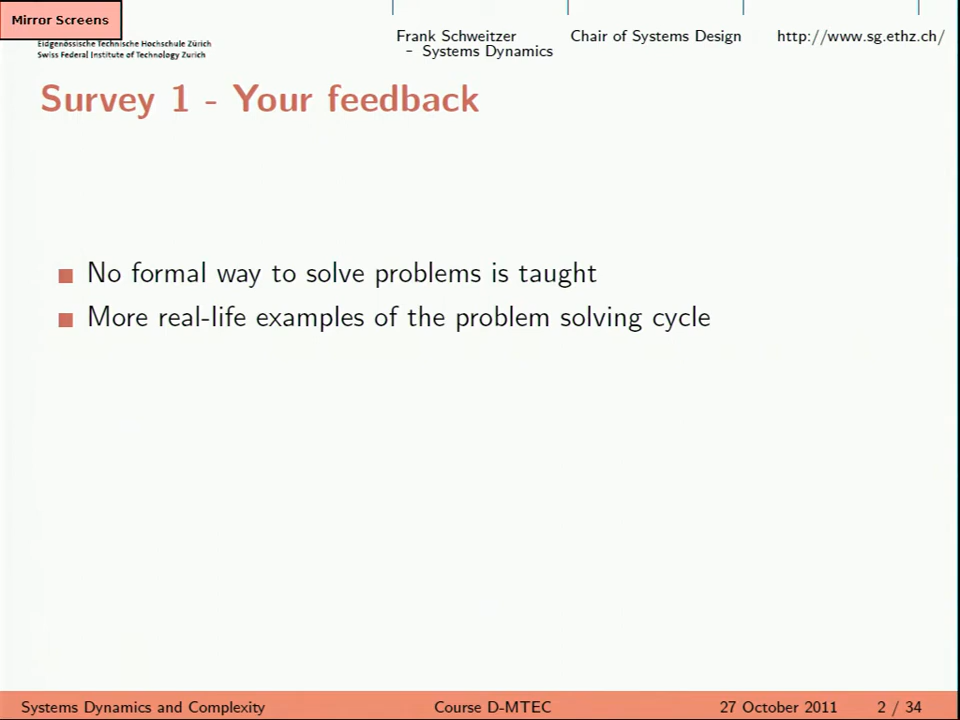 Mirror Screens
Eidgenössische Technische Hochschule Zürich
Swiss Federal Institute of Technology Zurich
Frank Schweitzer
- Systems Dynamics
Chair of Systems Design
http://www.sg.ethz.ch/
Survey 1 - Your feedback
No formal way to solve problems is taught
More real-life examples of the problem solving cycle
Systems Dynamics and Complexity
Course D-MTEC
27 October 2011
2 / 34